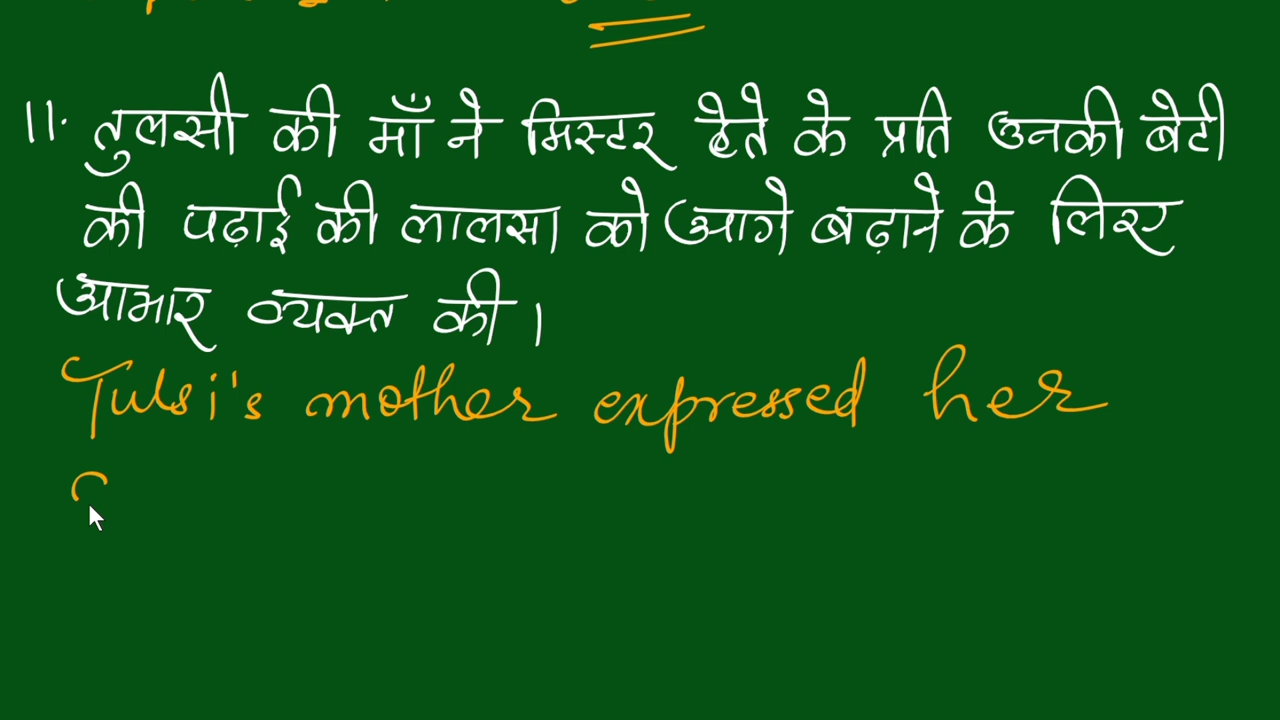 11. तुलसी की माँ ने मिस्टर हेते के प्रति उनकी बेटी
की पढ़ाई की लालसा को आगे बढ़ाने के लिए
आभार व्यक्त की।
Tulsi's mother expressed her